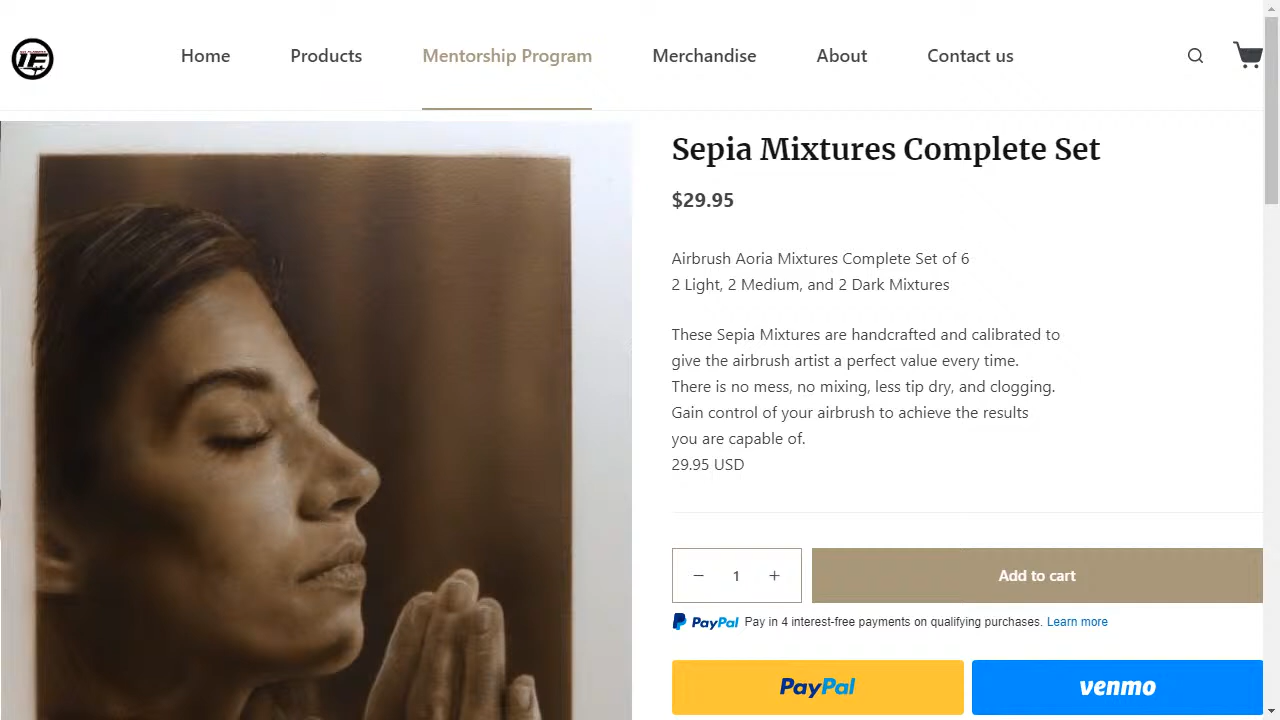 IF
Home
Products
Mentorship Program
Merchandise
About
Contact us
Sepia Mixtures Complete Set
$29.95
Airbrush Aoria Mixtures Complete Set of 6
2 Light, 2 Medium, and 2 Dark Mixtures
These Sepia Mixtures are handcrafted and calibrated to
give the airbrush artist a perfect value every time.
There is no mess, no mixing, less tip dry, and clogging.
Gain control of your airbrush to achieve the results
you are capable of.
29.95 USD
− 1 +
Add to cart
PayPal Pay in 4 interest-free payments on qualifying purchases. Learn more
PayPal
venmo